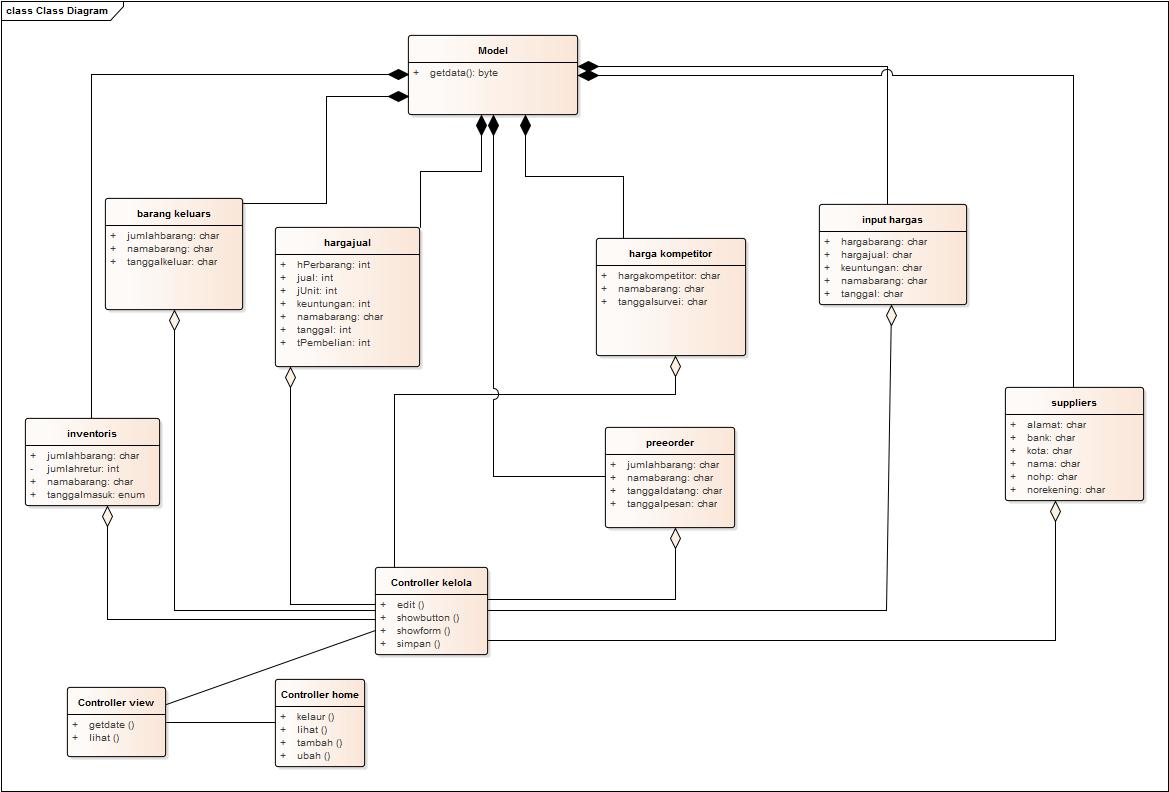 class Class Diagram
Model
+ getdata(): byte
barang keluars
+ jumlahbarang: char
+ namabarang: char
+ tanggalkeluar: char
hargajual
+ hPerbarang: int
+ jual: int
+ jUnit: int
+ keuntungan: int
+ namabarang: char
+ tanggal: int
+ tPembelian: int
harga kompetitor
+ hargakompetitor: char
+ namabarang: char
+ tanggalsurvei: char
input hargas
+ hargabarang: char
+ hargajual: char
+ keuntungan: char
+ namabarang: char
+ tanggal: char
inventoris
+ jumlahbarang: char
- jumlahretur: int
+ namabarang: char
+ tanggalmasuk: enum
preeorder
+ jumlahbarang: char
+ namabarang: char
+ tanggaldatang: char
+ tanggalpesan: char
suppliers
+ alamat: char
+ bank: char
+ kota: char
+ nama: char
+ nohp: char
+ norekening: char
Controller kelola
+ edit ()
+ showbutton ()
+ showform ()
+ simpan ()
Controller view
+ getdate ()
+ lihat ()
Controller home
+ kelaur ()
+ lihat ()
+ tambah ()
+ ubah ()